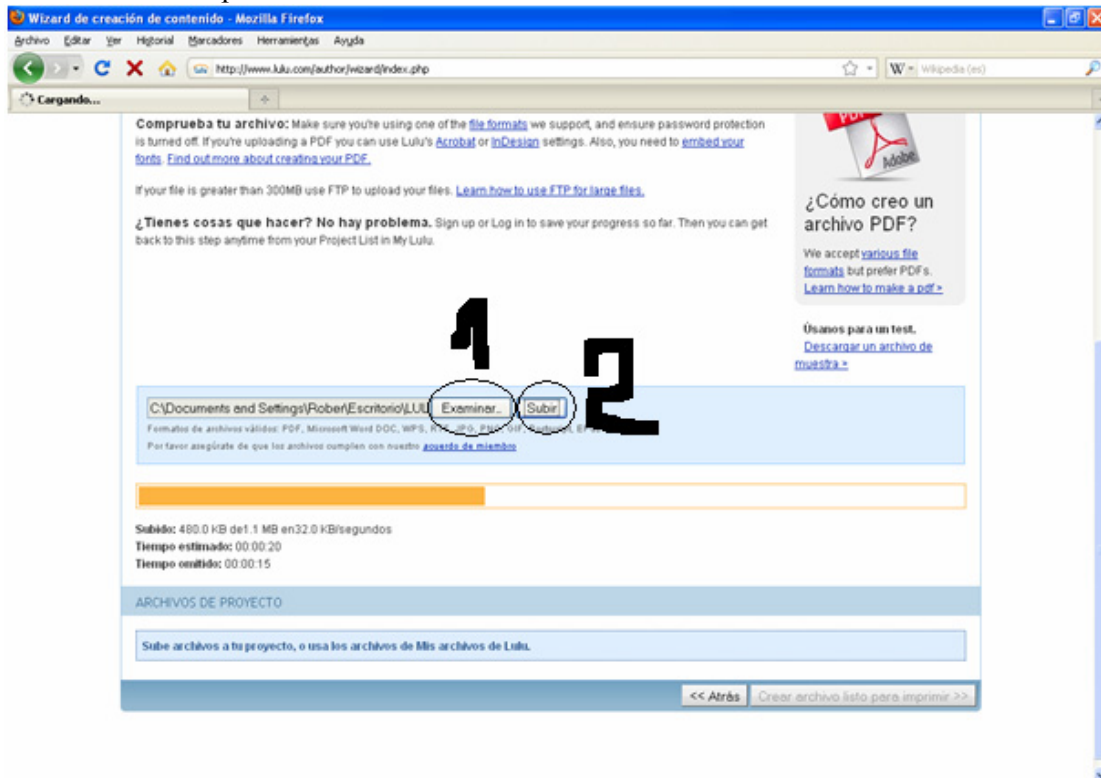 Wizard de creación de contenido - Mozilla Firefox
Archivo Editar Ver Historial Marcadores Herramientas Ayuda
http://www.lulu.com/author/wizard/index.php
W Wikipedia (es)
Cargando...
Comprueba tu archivo: Make sure you're using one of the file formats we support, and ensure password protection
is turned off. If you're uploading a PDF you can use Lulu's Acrobat or InDesign settings. Also, you need to embed your
fonts. Find out more about creating your PDF.
If your file is greater than 300MB use FTP to upload your files. Learn how to use FTP for large files.
¿Tienes cosas que hacer? No hay problema. Sign up or Log in to save your progress so far. Then you can get
back to this step anytime from your Project List in My Lulu.
Adobe
¿Cómo creo un
archivo PDF?
We accept various file
formats but prefer PDFs.
Learn how to make a pdf »
Úsanos para un test.
Descargar un archivo de
muestra »
1
2
C:\Documents and Settings\Rober\Escritorio\LUL Examinar... Subir
Formatos de archivos válidos: PDF, Microsoft Word DOC, WPS, RTF, JPG, PNG, GIF,
Por favor asegúrate de que los archivos cumplen con nuestro acuerdo de miembro
Subido: 480.0 KB de1.1 MB en32.0 KB/segundos
Tiempo estimado: 00:00:20
Tiempo omitido: 00:00:15
ARCHIVOS DE PROYECTO
Sube archivos a tu proyecto, o usa los archivos de Mis archivos de Lulu.
<< Atrás Crear archivo listo para imprimir >>